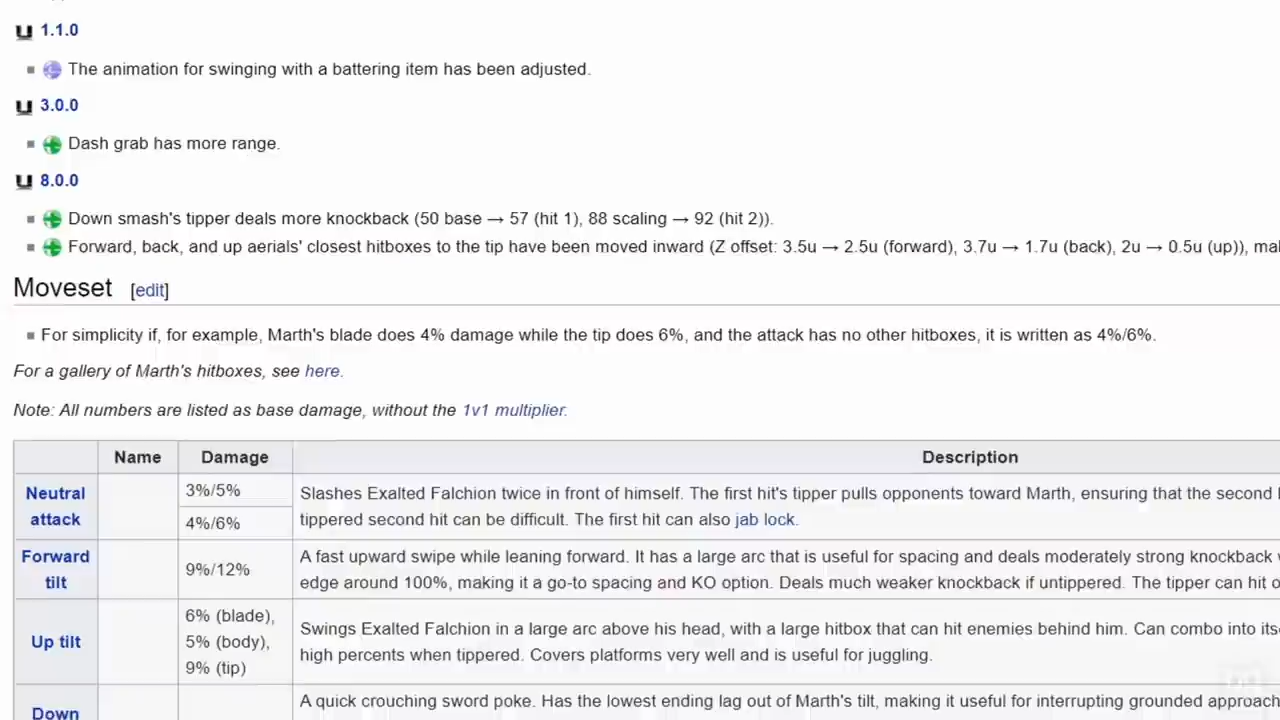 1.1.0
The animation for swinging with a battering item has been adjusted.
3.0.0
Dash grab has more range.
8.0.0
Down smash's tipper deals more knockback (50 base → 57 (hit 1), 88 scaling → 92 (hit 2)).
Forward, back, and up aerials' closest hitboxes to the tip have been moved inward (Z offset: 3.5u → 2.5u (forward), 3.7u → 1.7u (back), 2u → 0.5u (up)),
Moveset [edit]
For simplicity if, for example, Marth's blade does 4% damage while the tip does 6%, and the attack has no other hitboxes, it is written as 4%/6%.
For a gallery of Marth's hitboxes, see here.
Note: All numbers are listed as base damage, without the 1v1 multiplier.
Name Damage Description
Neutral attack
3%/5%
4%/6%
Slashes Exalted Falchion twice in front of himself. The first hit's tipper pulls opponents toward Marth, ensuring that the second
tippered second hit can be difficult. The first hit can also jab lock.
Forward tilt
9%/12%
A fast upward swipe while leaning forward. It has a large arc that is useful for spacing and deals moderately strong knockback
edge around 100%, making it a go-to spacing and KO option. Deals much weaker knockback if untippered. The tipper can hit
Up tilt
6% (blade),
5% (body),
9% (tip)
Swings Exalted Falchion in a large arc above his head, with a large hitbox that can hit enemies behind him. Can combo into
high percents when tippered. Covers platforms very well and is useful for juggling.
Down
A quick crouching sword poke. Has the lowest ending lag out of Marth's tilt, making it useful for interrupting grounded